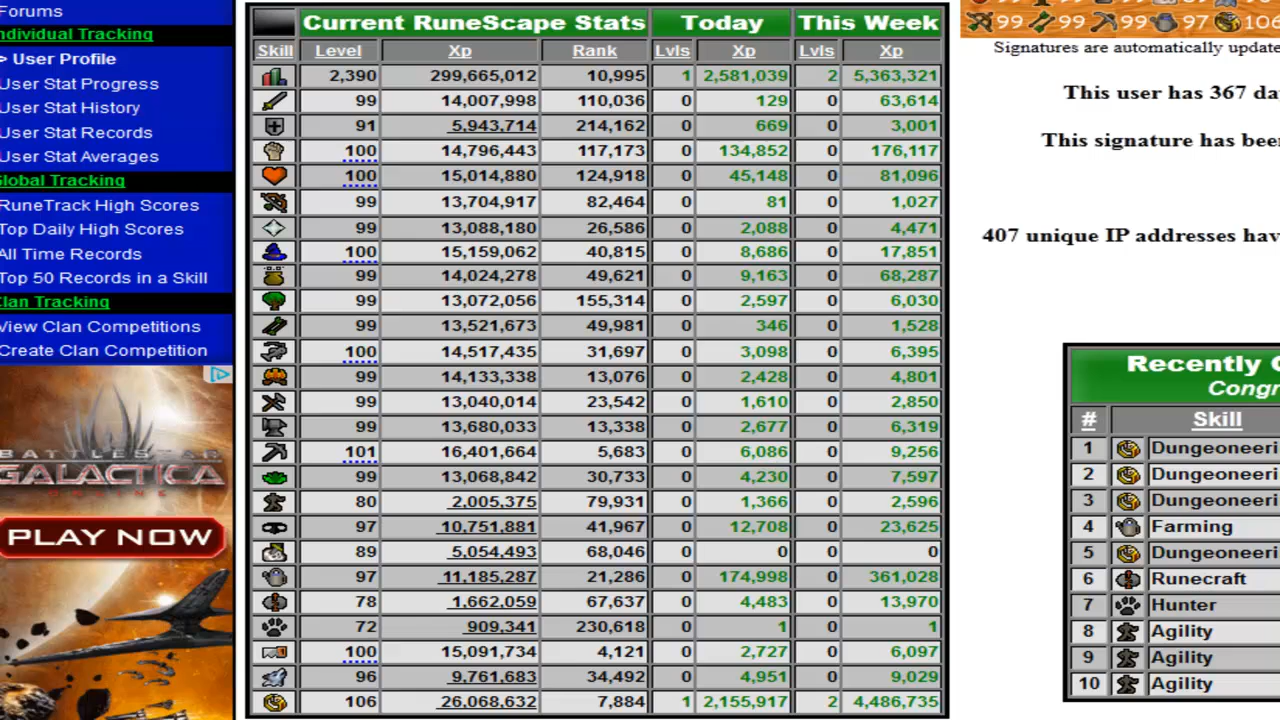 Forums
ndividual Tracking
> User Profile
User Stat Progress
User Stat History
User Stat Records
User Stat Averages
Global Tracking
RuneTrack High Scores
Top Daily High Scores
All Time Records
Top 50 Records in a Skill
Clan Tracking
View Clan Competitions
Create Clan Competition
BATTLESTAR
GALACTICA
ONLINE
PLAY NOW
Current RuneScape Stats Today This Week
Skill Level Xp Rank Lvls Xp Lvls Xp
2,390 299,665,012 10,995 1 2,581,039 2 5,363,321
99 14,007,998 110,036 0 129 0 63,614
91 5,943,714 214,162 0 669 0 3,001
100 14,796,443 117,173 0 134,852 0 176,117
100 15,014,880 124,918 0 45,148 0 81,096
99 13,704,917 82,464 0 81 0 1,027
99 13,088,180 26,586 0 2,088 0 4,471
100 15,159,062 40,815 0 8,686 0 17,851
99 14,024,278 49,621 0 9,163 0 68,287
99 13,072,056 155,314 0 2,597 0 6,030
99 13,521,673 49,981 0 346 0 1,528
100 14,517,435 31,697 0 3,098 0 6,395
99 14,133,338 13,076 0 2,428 0 4,801
99 13,040,014 23,542 0 1,610 0 2,850
99 13,680,033 13,338 0 2,677 0 6,319
101 16,401,664 5,683 0 6,086 0 9,256
99 13,068,842 30,733 0 4,230 0 7,597
80 2,005,375 79,931 0 1,366 0 2,596
97 10,751,881 41,967 0 12,708 0 23,625
89 5,054,493 68,046 0 0 0 0
97 11,185,287 21,286 0 174,998 0 361,028
78 1,662,059 67,637 0 4,483 0 13,970
72 909,341 230,618 0 1 0 1
100 15,091,734 4,121 0 2,727 0 6,097
96 9,761,683 34,492 0 4,951 0 9,029
106 26,068,632 7,884 1 2,155,917 2 4,486,735
99 99 99 97 106
Signatures are automatically update
This user has 367 da
This signature has bee
407 unique IP addresses hav
Recently
Congr
# Skill
1 Dungeoneeri
2 Dungeoneeri
3 Dungeoneeri
4 Farming
5 Dungeoneeri
6 Runecraft
7 Hunter
8 Agility
9 Agility
10 Agility